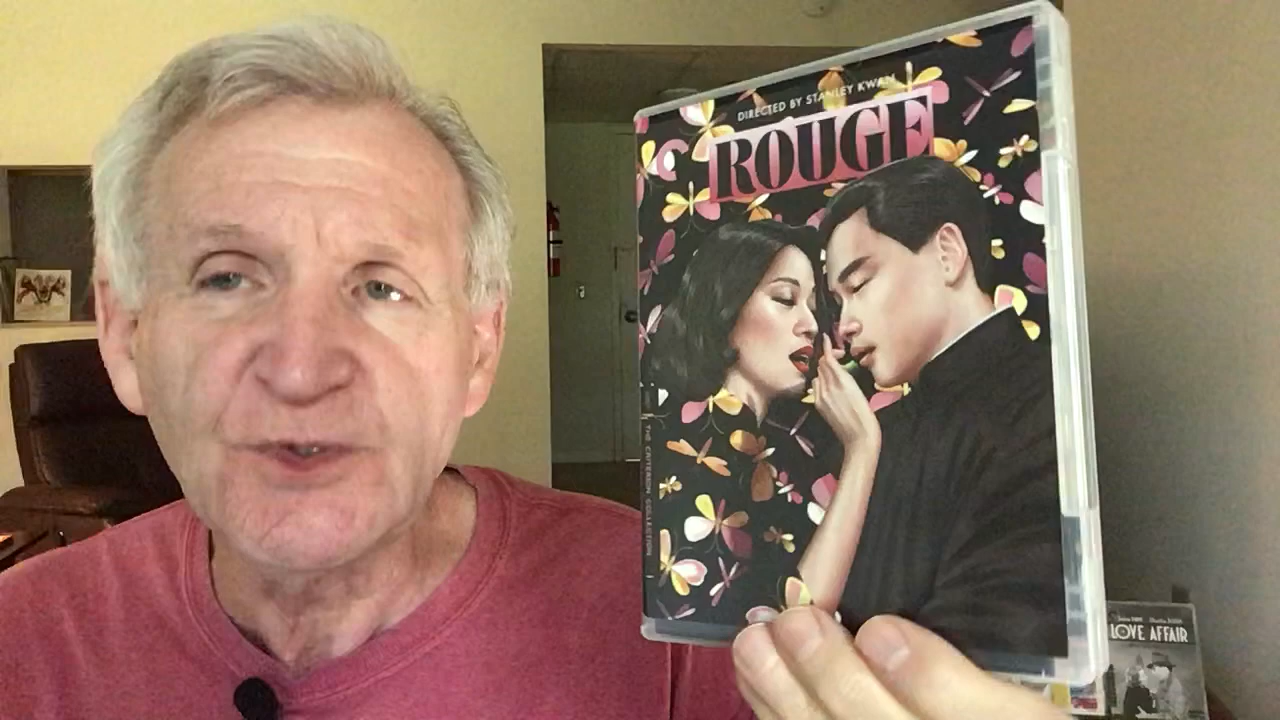 DIRECTED BY STANLEY KWAN
ROUGE
THE CRITERION COLLECTION
LOVE AFFAIR